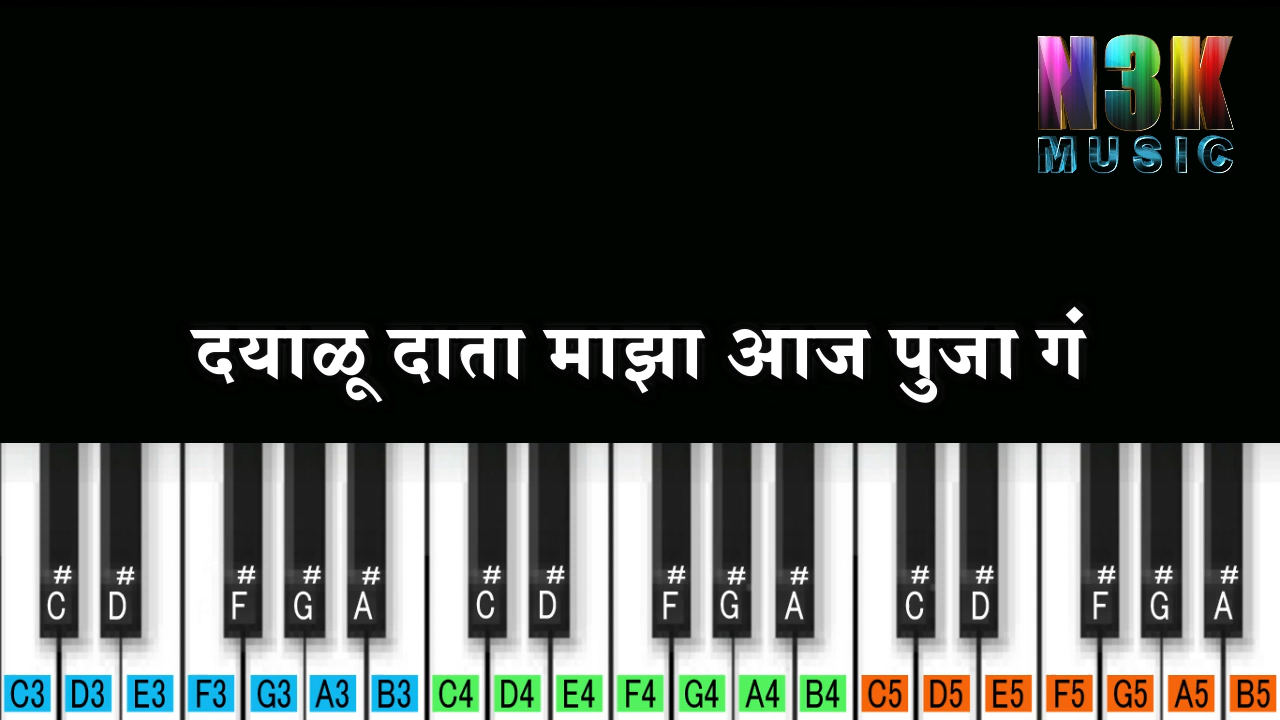 N3K
MUSIC
दयाळू दाता माझा आज पुजा गं
# # # # # # # # # # # # # # #
C D F G A C D F G A C D F G A
C3 D3 E3 F3 G3 A3 B3 C4 D4 E4 F4 G4 A4 B4 C5 D5 E5 F5 G5 A5 B5